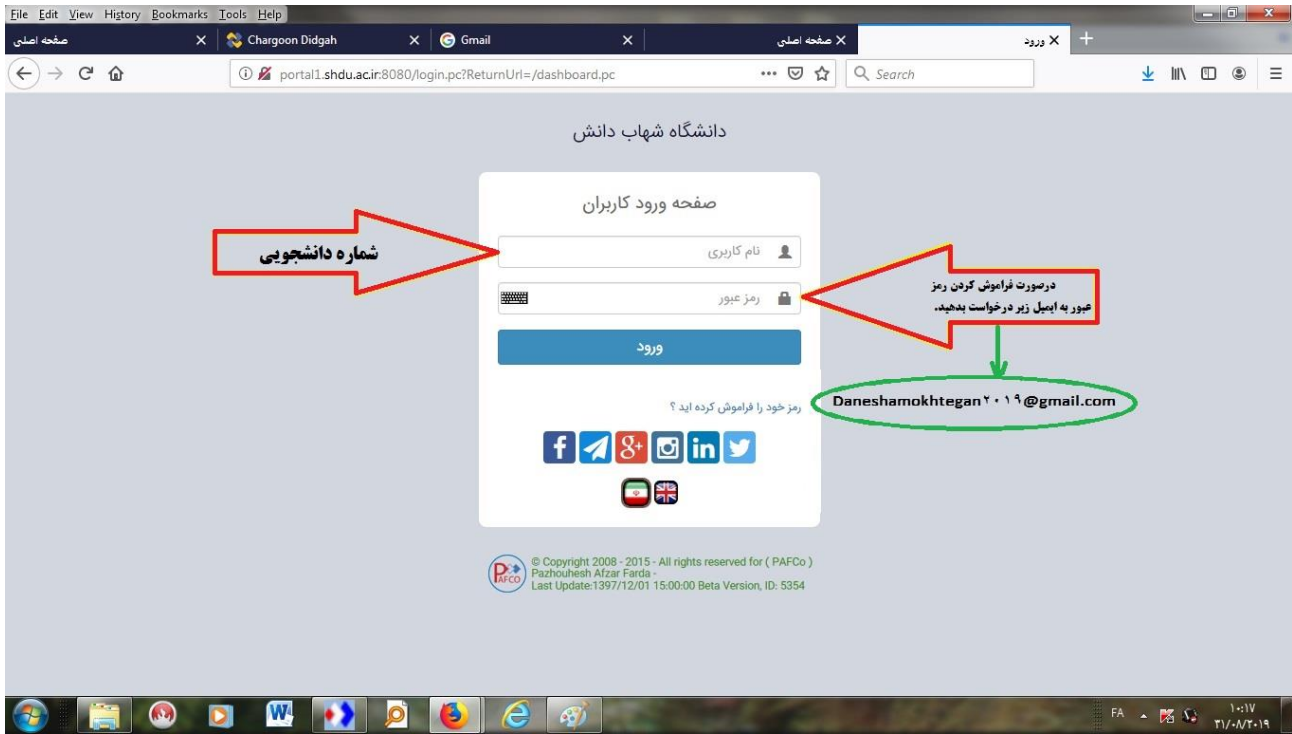 File Edit View History Bookmarks Tools Help
صفحه اصلی
Chargoon Didgah
Gmail
صفحه اصلی
ورود
portal1.shdu.ac.ir:8080/login.pc?ReturnUrl=/dashboard.pc
Search
دانشگاه شهاب دانش
صفحه ورود کاربران
شماره دانشجویی
نام کاربری
درصورت فراموش کردن رمز
عبور به ایمیل زیر درخواست بدهید.
رمز عبور
ورود
Daneshamokhtegan۲۰۱۹@gmail.com
رمز خود را فراموش کرده اید ؟
© Copyright 2008 - 2015 - All rights reserved for ( PAFCo )
Pazhouhesh Afzar Farda -
Last Update:1397/12/01 15:00:00 Beta Version, ID: 5354
PAFCO
FA
۱۰:۱۷
۳۱/۰۸/۲۰۱۹